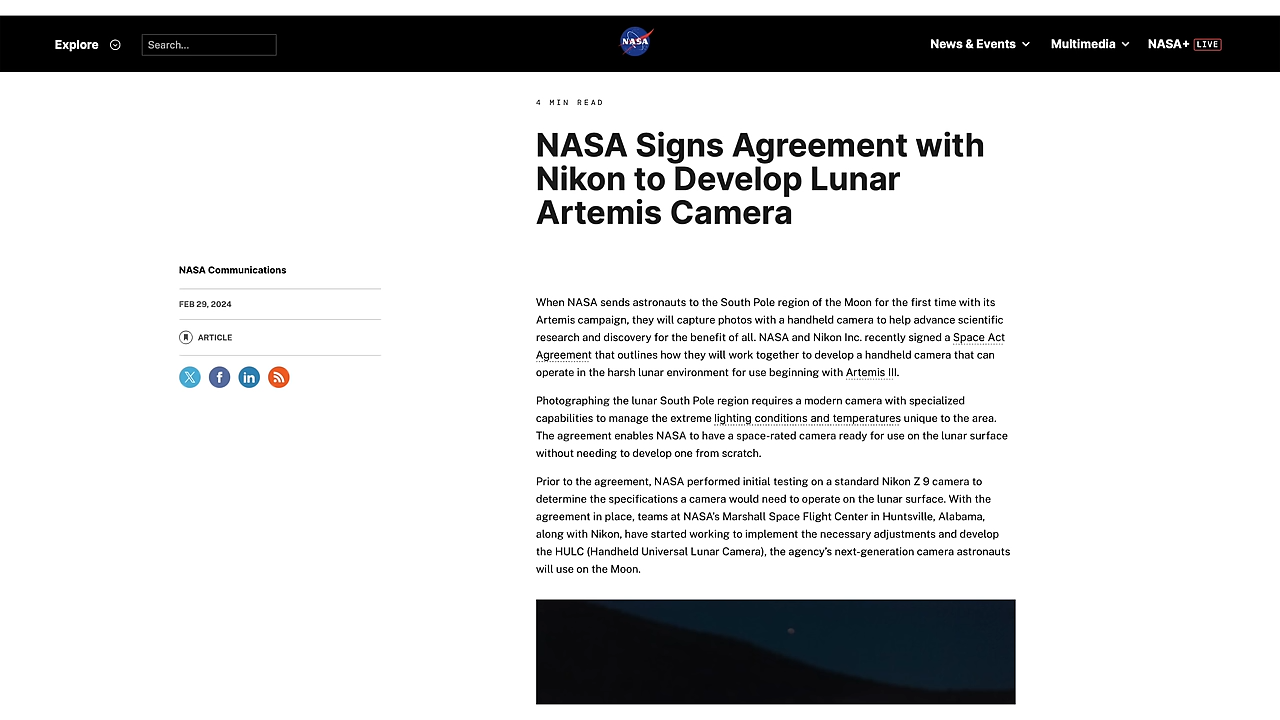 Explore
Search...
NASA
News & Events
Multimedia
NASA+ LIVE
4 MIN READ
NASA Signs Agreement with
Nikon to Develop Lunar
Artemis Camera
NASA Communications
FEB 29, 2024
ARTICLE
When NASA sends astronauts to the South Pole region of the Moon for the first time with its
Artemis campaign, they will capture photos with a handheld camera to help advance scientific
research and discovery for the benefit of all. NASA and Nikon Inc. recently signed a Space Act
Agreement that outlines how they will work together to develop a handheld camera that can
operate in the harsh lunar environment for use beginning with Artemis III.
Photographing the lunar South Pole region requires a modern camera with specialized
capabilities to manage the extreme lighting conditions and temperatures unique to the area.
The agreement enables NASA to have a space-rated camera ready for use on the lunar surface
without needing to develop one from scratch.
Prior to the agreement, NASA performed initial testing on a standard Nikon Z 9 camera to
determine the specifications a camera would need to operate on the lunar surface. With the
agreement in place, teams at NASA's Marshall Space Flight Center in Huntsville, Alabama,
along with Nikon, have started working to implement the necessary adjustments and develop
the HULC (Handheld Universal Lunar Camera), the agency's next-generation camera astronauts
will use on the Moon.